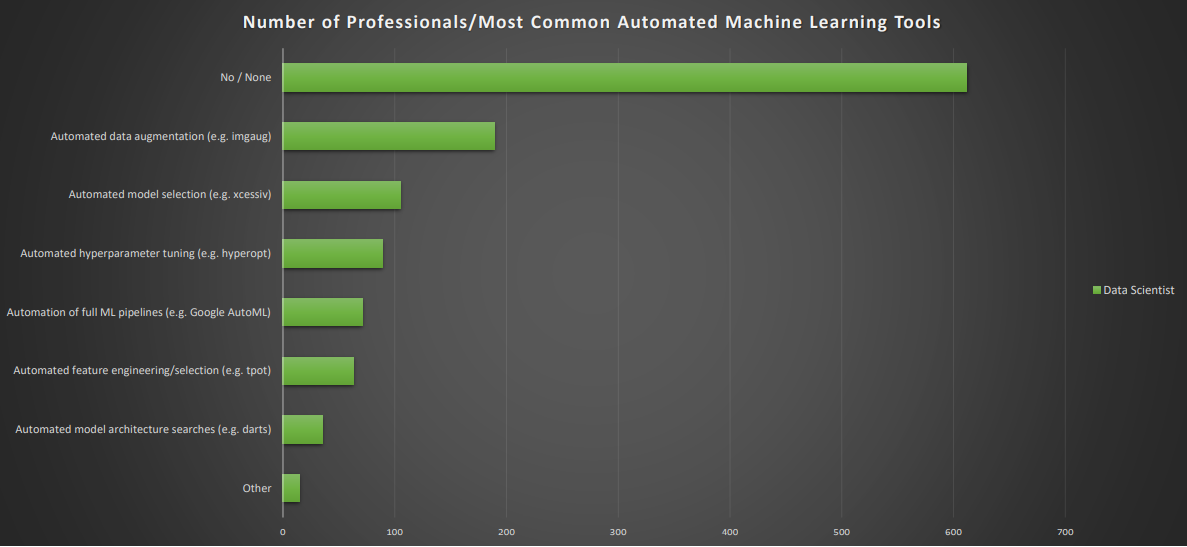 Number of Professionals/Most Common Automated Machine Learning Tools
No / None
Automated data augmentation (e.g. imgaug)
Automated model selection (e.g. xcessiv)
Automated hyperparameter tuning (e.g. hyperopt)
Automation of full ML pipelines (e.g. Google AutoML)
Automated feature engineering/selection (e.g. tpot)
Automated model architecture searches (e.g. darts)
Other
0 100 200 300 400 500 600 700
Data Scientist